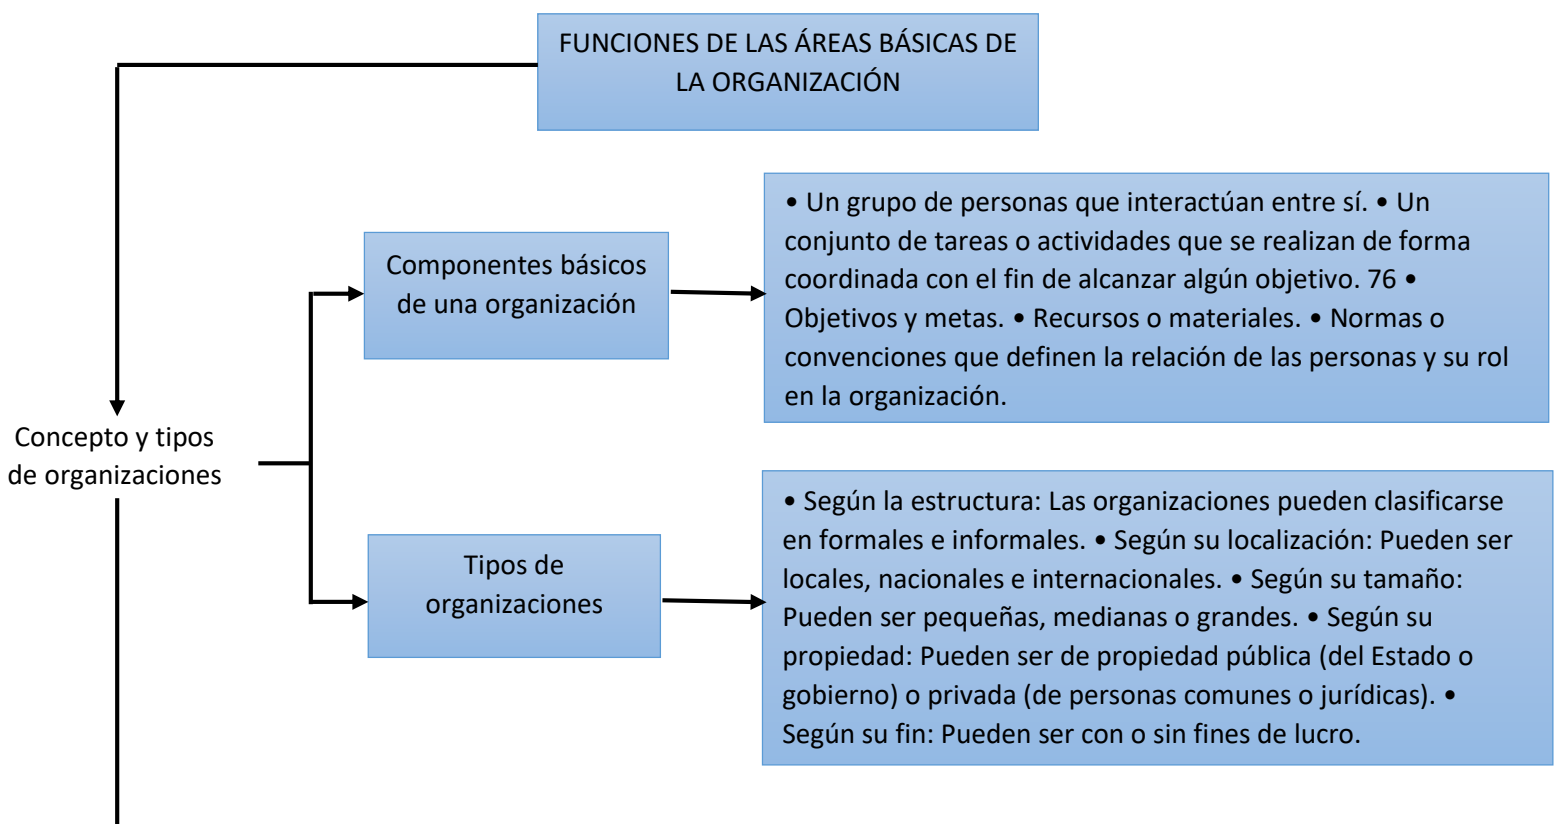 FUNCIONES DE LAS ÁREAS BÁSICAS DE
LA ORGANIZACIÓN
Concepto y tipos
de organizaciones
Componentes básicos
de una organización
• Un grupo de personas que interactúan entre sí. • Un
conjunto de tareas o actividades que se realizan de forma
coordinada con el fin de alcanzar algún objetivo. 76 •
Objetivos y metas. • Recursos o materiales. • Normas o
convenciones que definen la relación de las personas y su rol
en la organización.
Tipos de
organizaciones
• Según la estructura: Las organizaciones pueden clasificarse
en formales e informales. • Según su localización: Pueden ser
locales, nacionales e internacionales. • Según su tamaño:
Pueden ser pequeñas, medianas o grandes. • Según su
propiedad: Pueden ser de propiedad pública (del Estado o
gobierno) o privada (de personas comunes o jurídicas). •
Según su fin: Pueden ser con o sin fines de lucro.